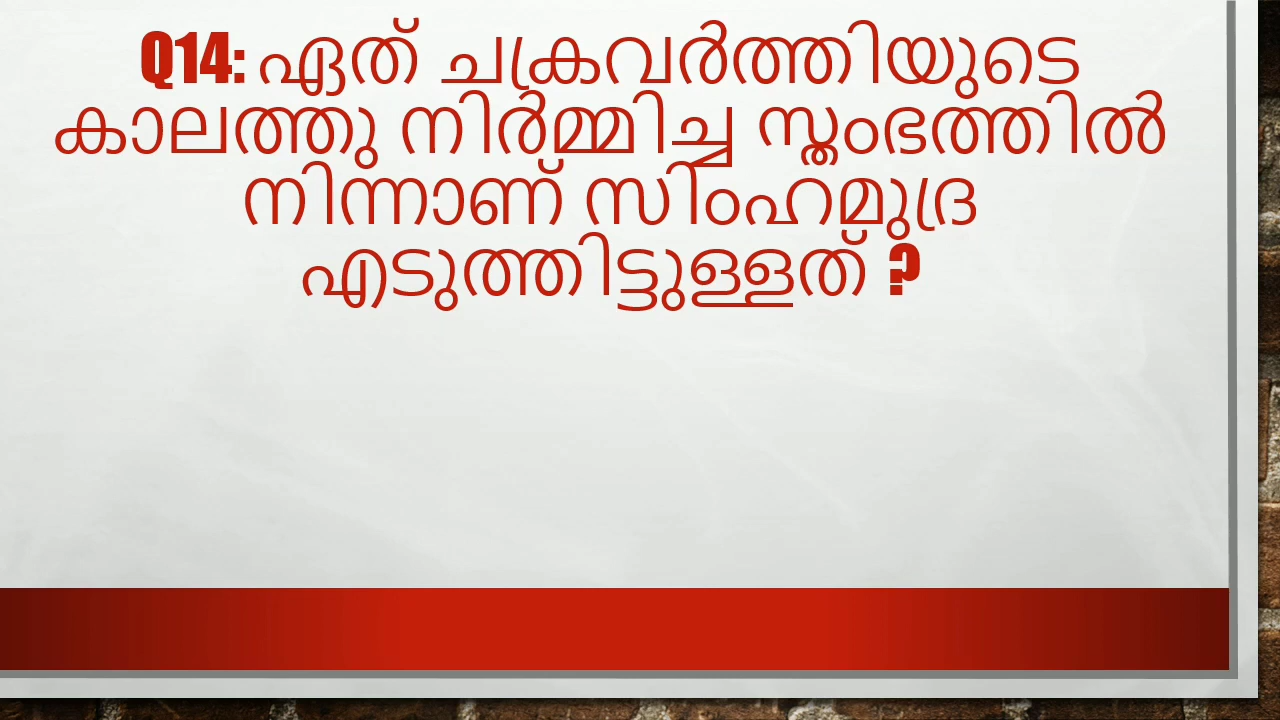 Q14: ഏത് ചക്രവർത്തിയുടെ
കാലത്തു നിർമ്മിച്ച സ്തംഭത്തിൽ
നിന്നാണ് സിംഹമുദ്ര
എടുത്തിട്ടുള്ളത് ?